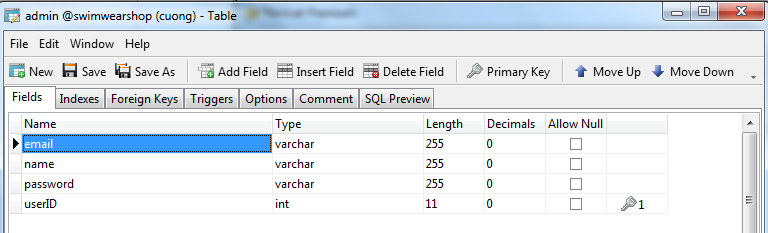 admin @swimwearshop (cuong) - Table
File Edit Window Help
New Save Save As Add Field Insert Field Delete Field Primary Key Move Up Move Down
Fields Indexes Foreign Keys Triggers Options Comment SQL Preview
Name Type Length Decimals Allow Null
email varchar 255 0
name varchar 255 0
password varchar 255 0
userID int 11 0 1